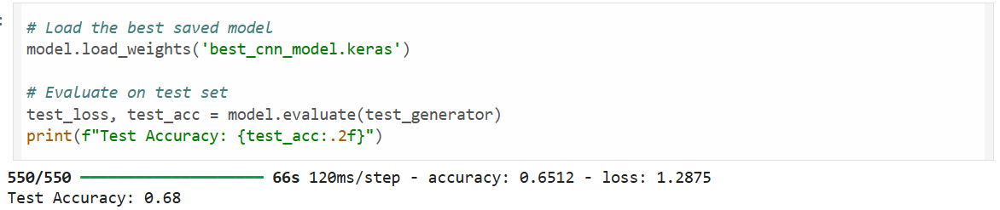 :
# Load the best saved model
model.load_weights('best_cnn_model.keras')
# Evaluate on test set
test_loss, test_acc = model.evaluate(test_generator)
print(f"Test Accuracy: {test_acc:.2f}")
550/550 ━━━━━━━━━━━━━━━━━━━━ 66s 120ms/step - accuracy: 0.6512 - loss: 1.2875
Test Accuracy: 0.68